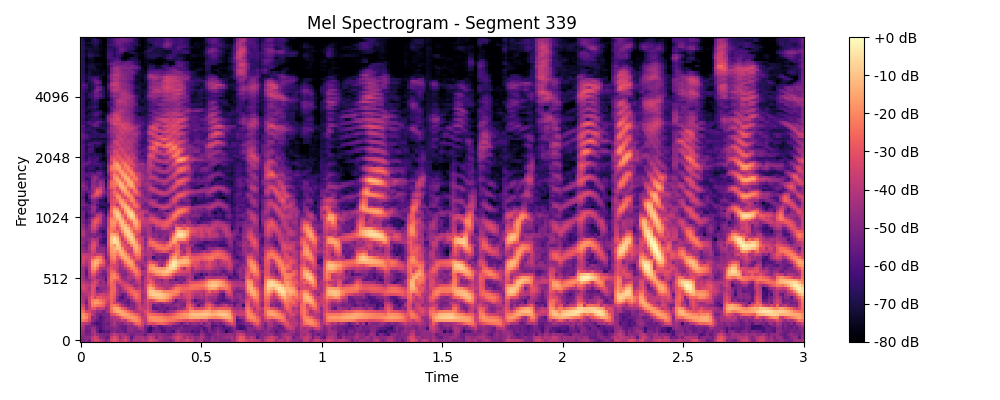 Mel Spectrogram - Segment 339
+0 dB
-10 dB
-20 dB
-30 dB
-40 dB
-50 dB
-60 dB
-70 dB
-80 dB
Frequency
4096
2048
1024
512
0
0
0.5
1
1.5
2
2.5
3
Time